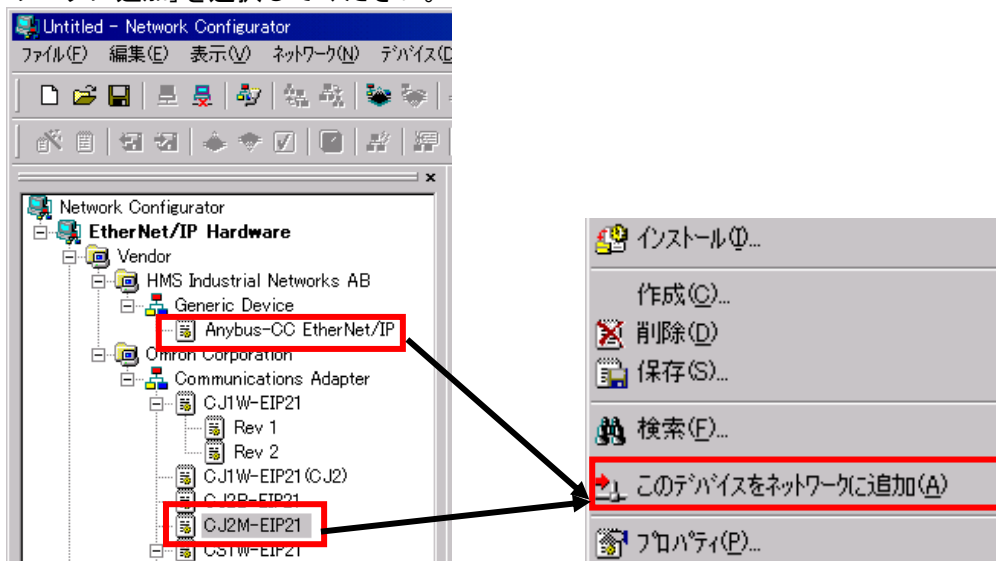 Untitled - Network Configurator
ファイル(F) 編集(E) 表示(V) ネットワーク(N) デバイス(D
Network Configurator
EtherNet/IP Hardware
Vendor
HMS Industrial Networks AB
Generic Device
Anybus-CC EtherNet/IP
Omron Corporation
Communications Adapter
CJ1W-EIP21
Rev 1
Rev 2
CJ1W-EIP21(CJ2)
CJ2B-EIP21
CJ2M-EIP21
CS1W-EIP21
インストール(I)...
作成(C)...
削除(D)
保存(S)...
検索(F)...
このデバイスをネットワークに追加(A)
プロパティ(P)...